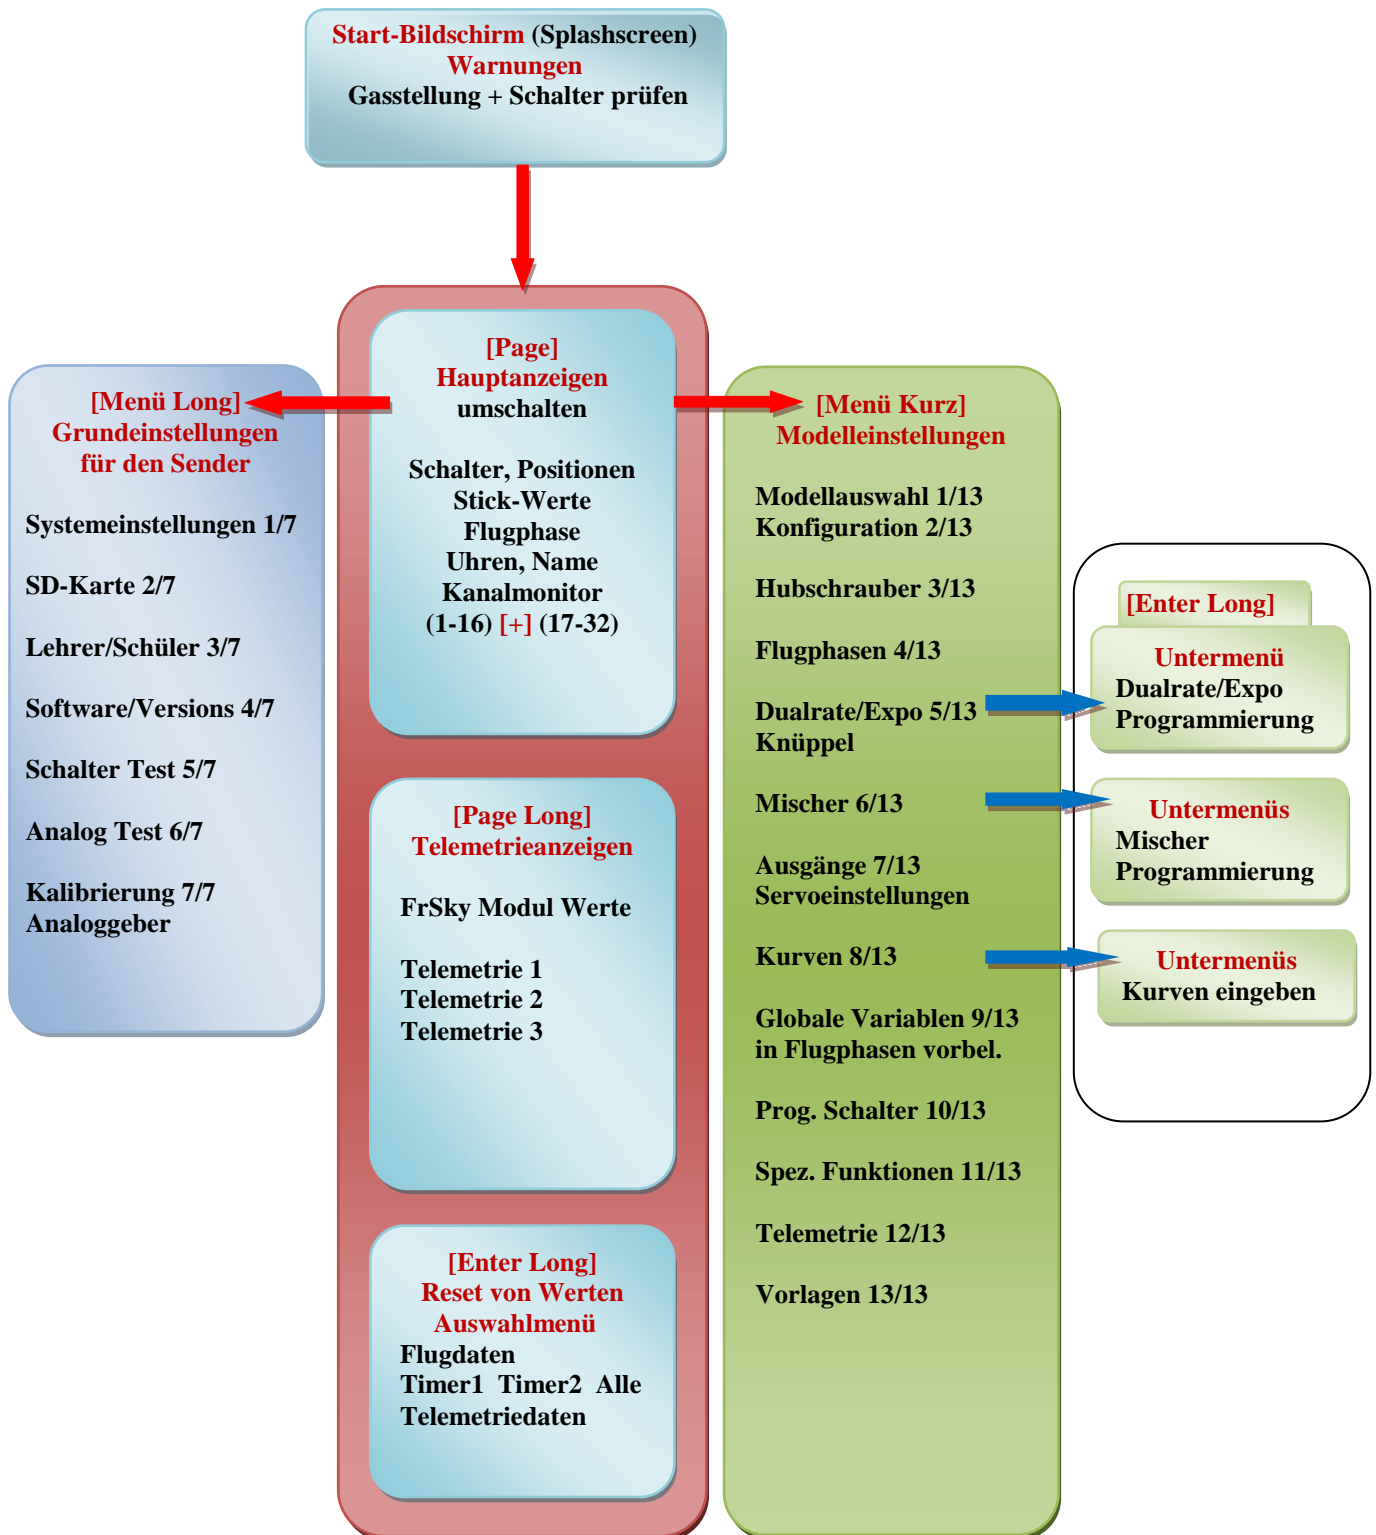 Start-Bildschirm (Splashscreen)
Warnungen
Gasstellung + Schalter prüfen
[Menü Long]
Grundeinstellungen
für den Sender
Systemeinstellungen 1/7
SD-Karte 2/7
Lehrer/Schüler 3/7
Software/Versions 4/7
Schalter Test 5/7
Analog Test 6/7
Kalibrierung 7/7
Analoggeber
[Page]
Hauptanzeigen
umschalten
Schalter, Positionen
Stick-Werte
Flugphase
Uhren, Name
Kanalmonitor
(1-16) [+] (17-32)
[Page Long]
Telemetrieanzeigen
FrSky Modul Werte
Telemetrie 1
Telemetrie 2
Telemetrie 3
[Enter Long]
Reset von Werten
Auswahlmenü
Flugdaten
Timer1 Timer2 Alle
Telemetriedaten
[Menü Kurz]
Modelleinstellungen
Modellauswahl 1/13
Konfiguration 2/13
Hubschrauber 3/13
Flugphasen 4/13
Dualrate/Expo 5/13
Knüppel
Mischer 6/13
Ausgänge 7/13
Servoeinstellungen
Kurven 8/13
Globale Variablen 9/13
in Flugphasen vorbel.
Prog. Schalter 10/13
Spez. Funktionen 11/13
Telemetrie 12/13
Vorlagen 13/13
[Enter Long]
Untermenü
Dualrate/Expo
Programmierung
Untermenüs
Mischer
Programmierung
Untermenüs
Kurven eingeben